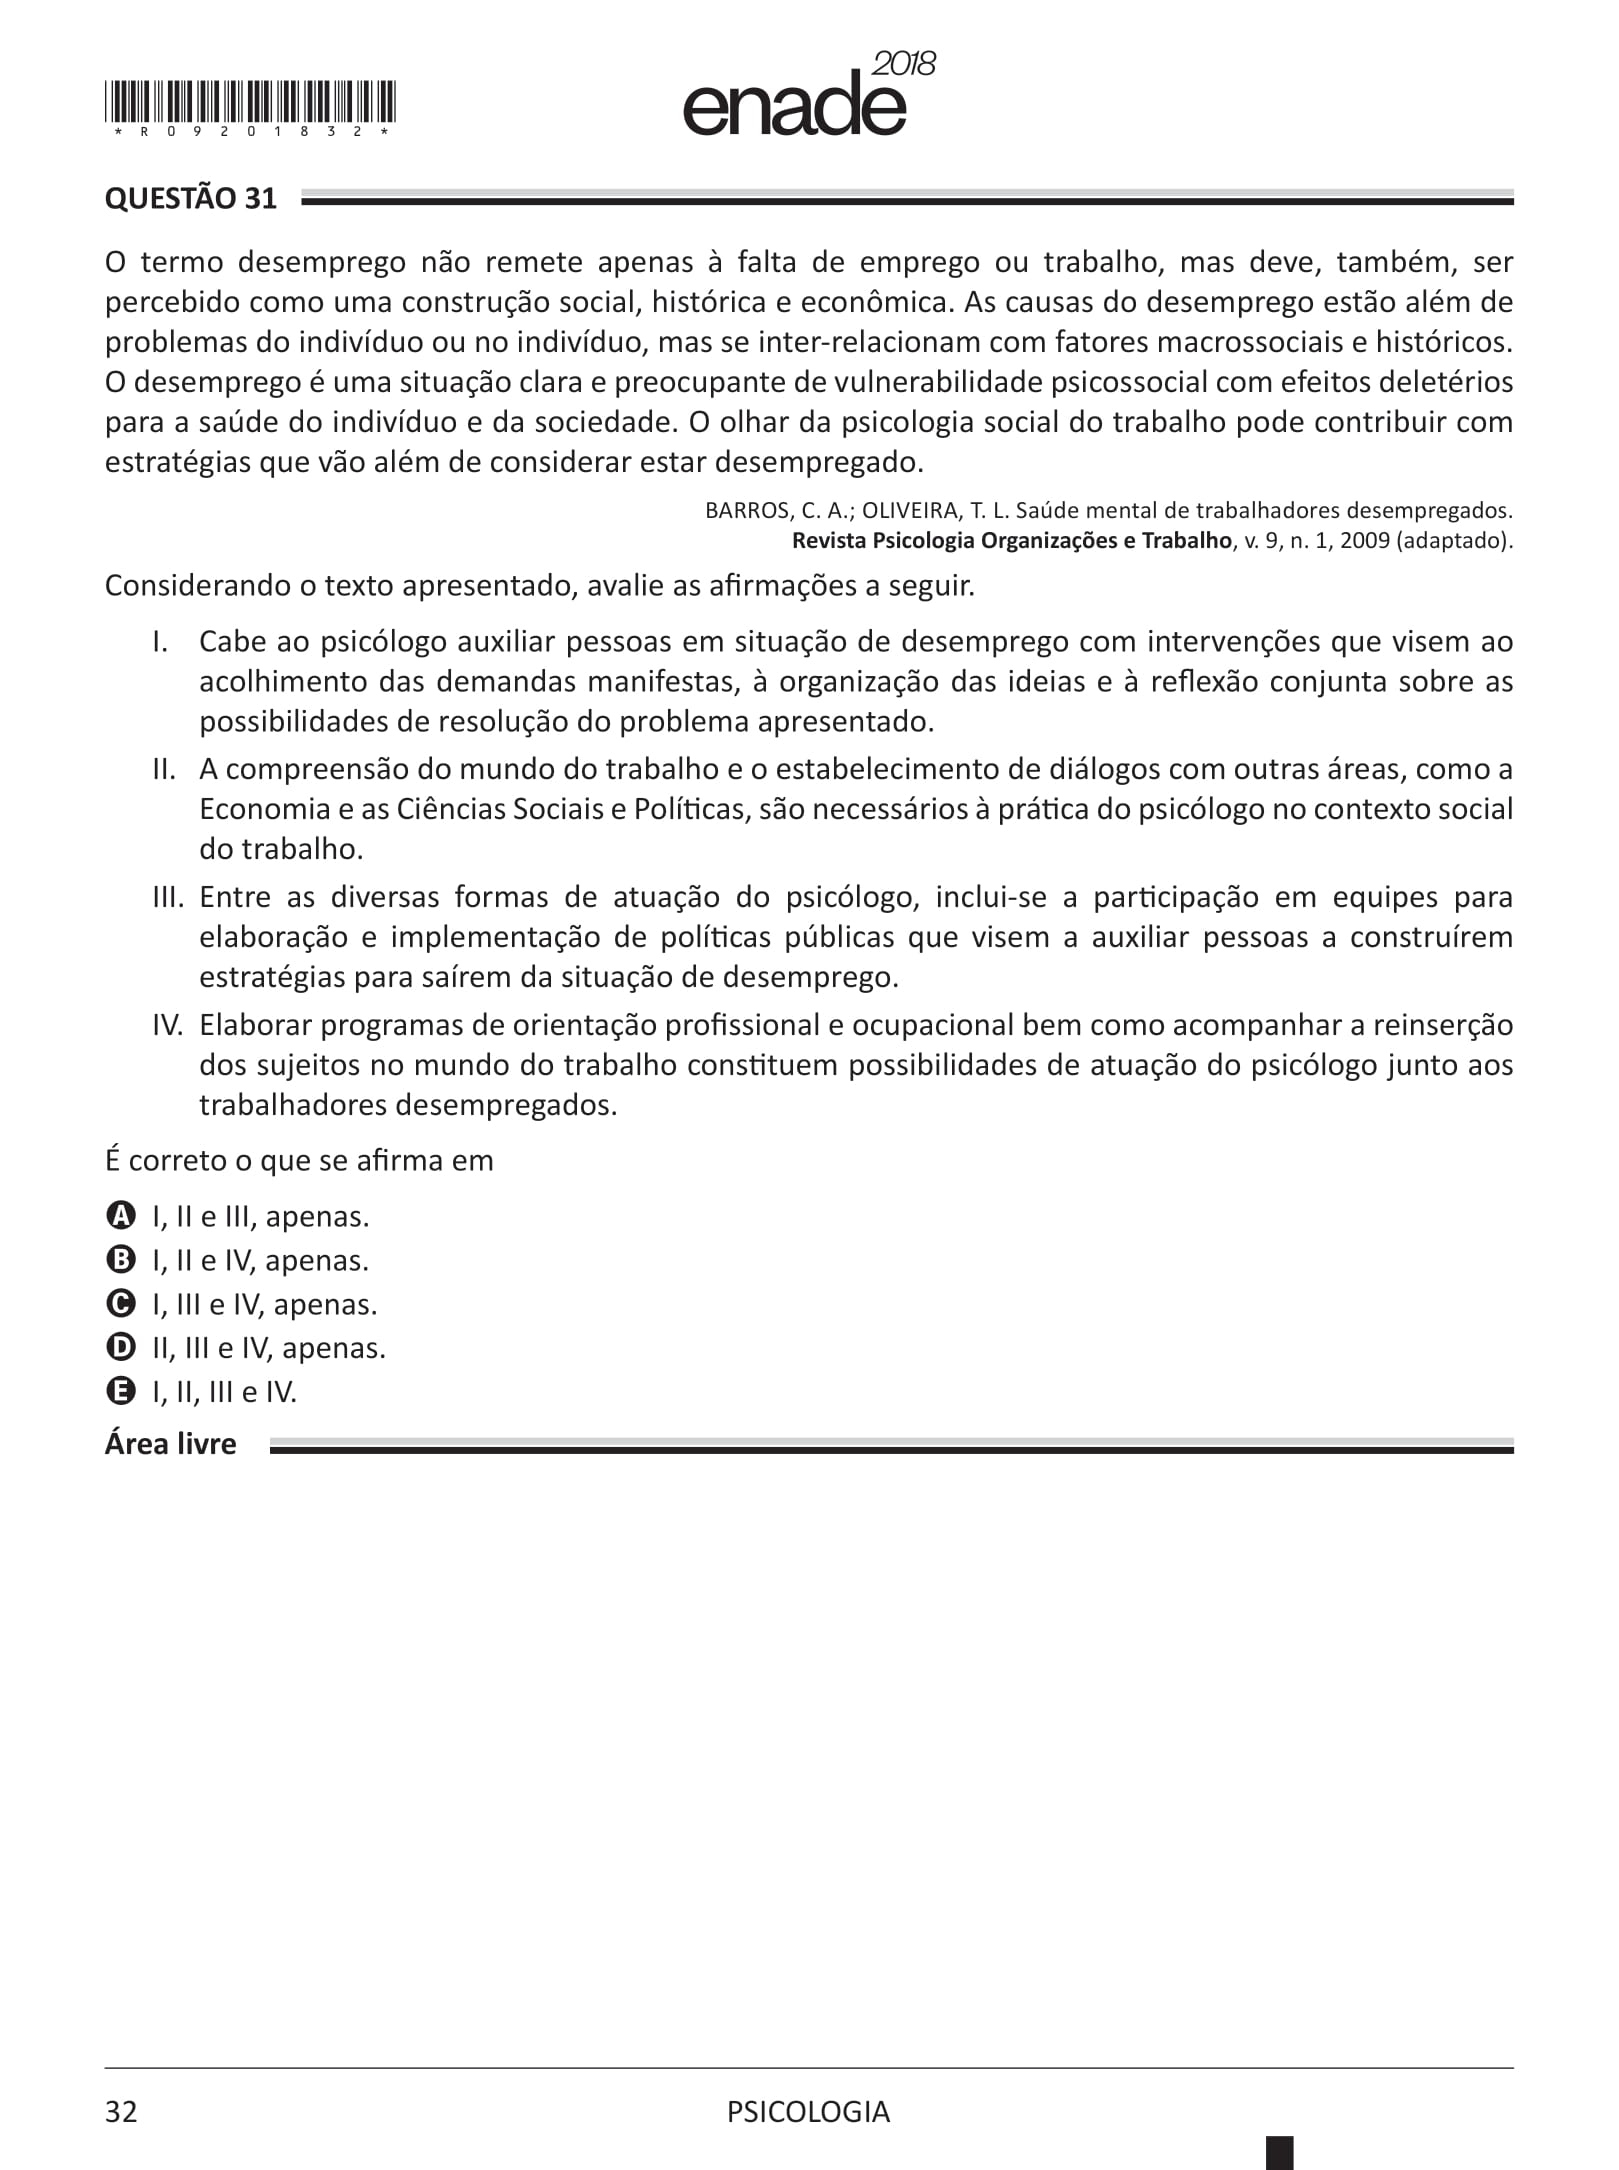 * R 0 9 2 0 1 8 3 2 *
enade 2018
QUESTÃO 31
O termo desemprego não remete apenas à falta de emprego ou trabalho, mas deve, também, ser
percebido como uma construção social, histórica e econômica. As causas do desemprego estão além de
problemas do indivíduo ou no indivíduo, mas se inter-relacionam com fatores macrossociais e históricos.
O desemprego é uma situação clara e preocupante de vulnerabilidade psicossocial com efeitos deletérios
para a saúde do indivíduo e da sociedade. O olhar da psicologia social do trabalho pode contribuir com
estratégias que vão além de considerar estar desempregado.
BARROS, C. A.; OLIVEIRA, T. L. Saúde mental de trabalhadores desempregados.
Revista Psicologia Organizações e Trabalho, v. 9, n. 1, 2009 (adaptado).
Considerando o texto apresentado, avalie as afirmações a seguir.
I. Cabe ao psicólogo auxiliar pessoas em situação de desemprego com intervenções que visem ao
acolhimento das demandas manifestas, à organização das ideias e à reflexão conjunta sobre as
possibilidades de resolução do problema apresentado.
II. A compreensão do mundo do trabalho e o estabelecimento de diálogos com outras áreas, como a
Economia e as Ciências Sociais e Políticas, são necessários à prática do psicólogo no contexto social
do trabalho.
III. Entre as diversas formas de atuação do psicólogo, inclui-se a participação em equipes para
elaboração e implementação de políticas públicas que visem a auxiliar pessoas a construírem
estratégias para saírem da situação de desemprego.
IV. Elaborar programas de orientação profissional e ocupacional bem como acompanhar a reinserção
dos sujeitos no mundo do trabalho constituem possibilidades de atuação do psicólogo junto aos
trabalhadores desempregados.
É correto o que se afirma em
A I, II e III, apenas.
B I, II e IV, apenas.
C I, III e IV, apenas.
D II, III e IV, apenas.
E I, II, III e IV.
Área livre
32
PSICOLOGIA